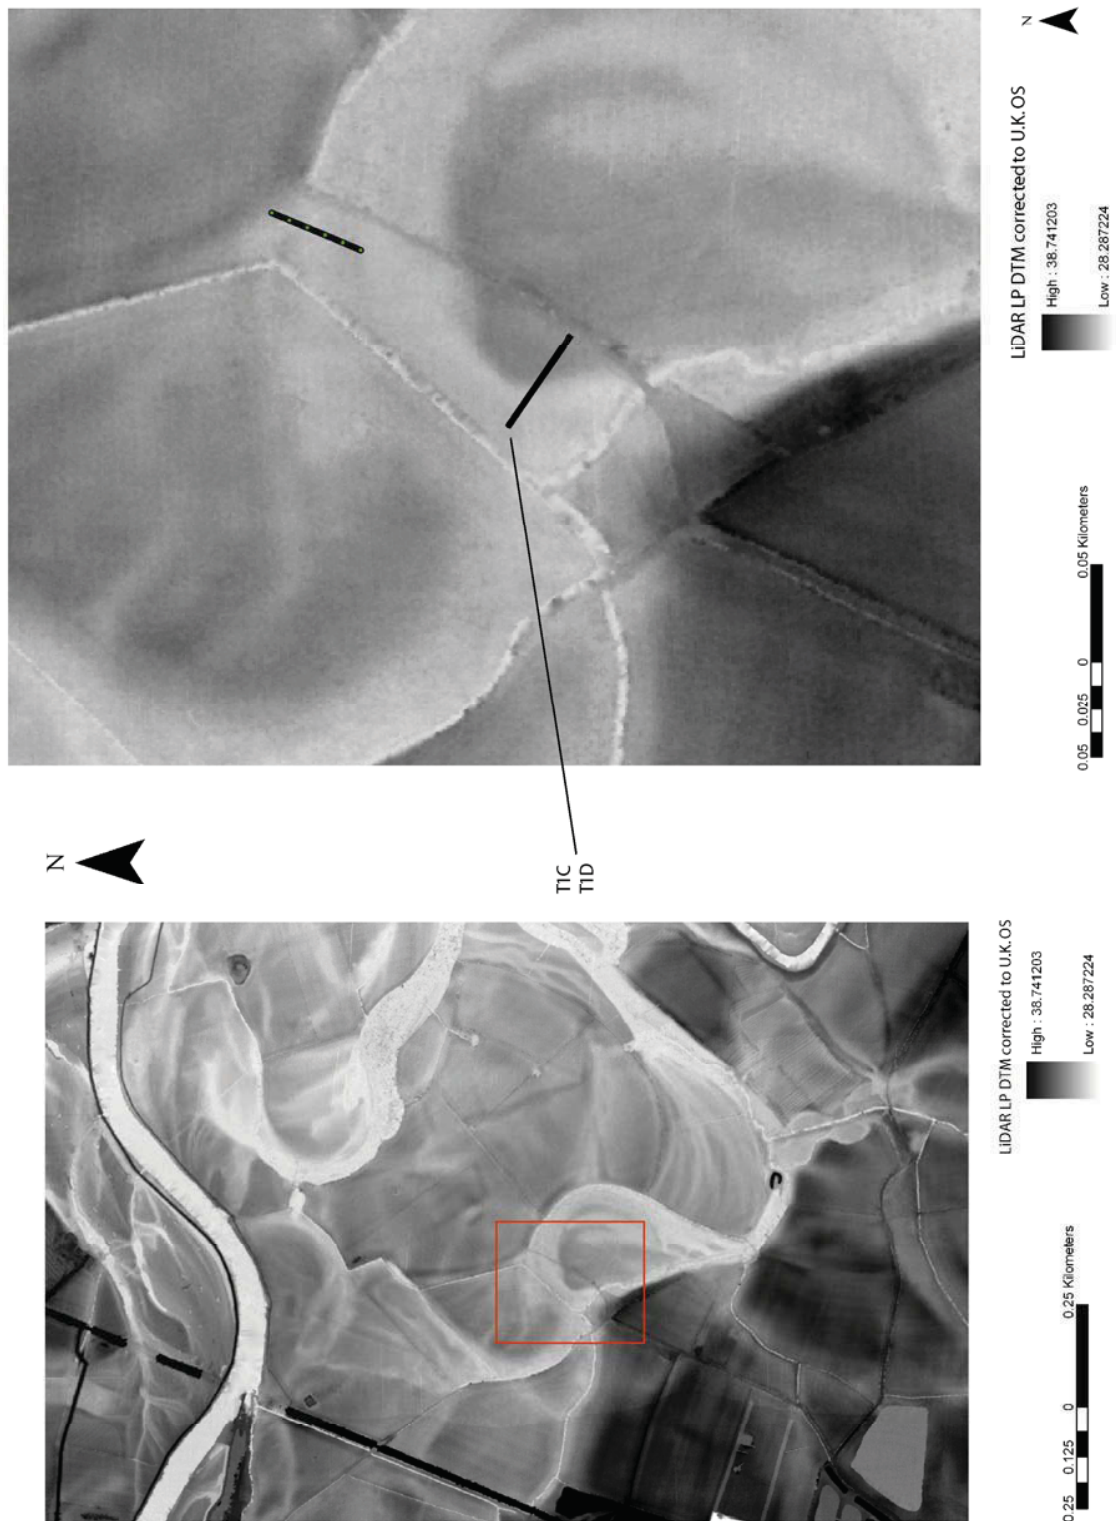 N
LiDAR LP DTM corrected to U.K.OS
High : 38.741203
Low : 28.287224
0.05 0.025 0 0.05 Kilometers
N
T1C
T1D
LiDAR LP DTM corrected to U.K.OS
High : 38.741203
Low : 28.287224
0.25 0.125 0 0.25 Kilometers